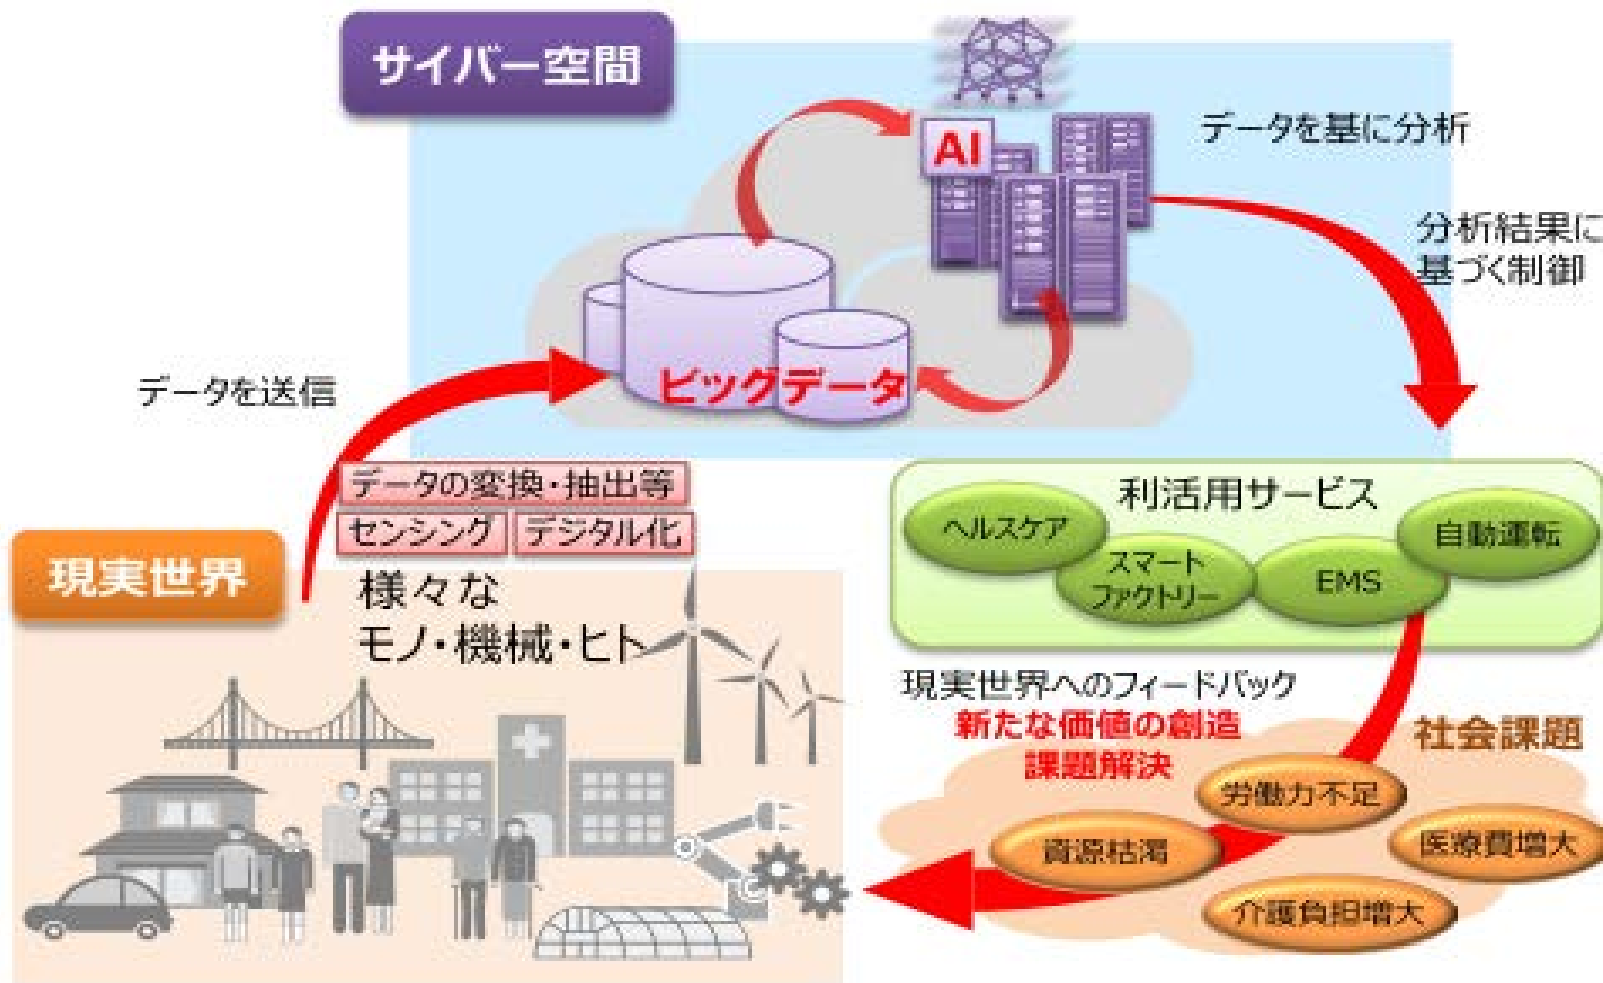 サイバー空間
AI
データを基に分析
分析結果に
基づく制御
ビッグデータ
データを送信
データの変換・抽出等
センシング
デジタル化
現実世界
様々な
モノ・機械・ヒト
利活用サービス
ヘルスケア
スマート
ファクトリー
EMS
自動運転
現実世界へのフィードバック
新たな価値の創造
課題解決
社会課題
労働力不足
資源枯渇
医療費増大
介護負担増大